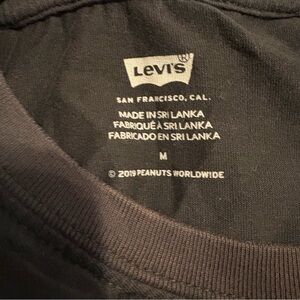 LEVI'S®
SAN FRANCISCO, CAL.
MADE IN SRI LANKA
FABRIQUÉ À SRI LANKA
FABRICADO EN SRI LANKA
M
© 2019 PEANUTS WORLDWIDE